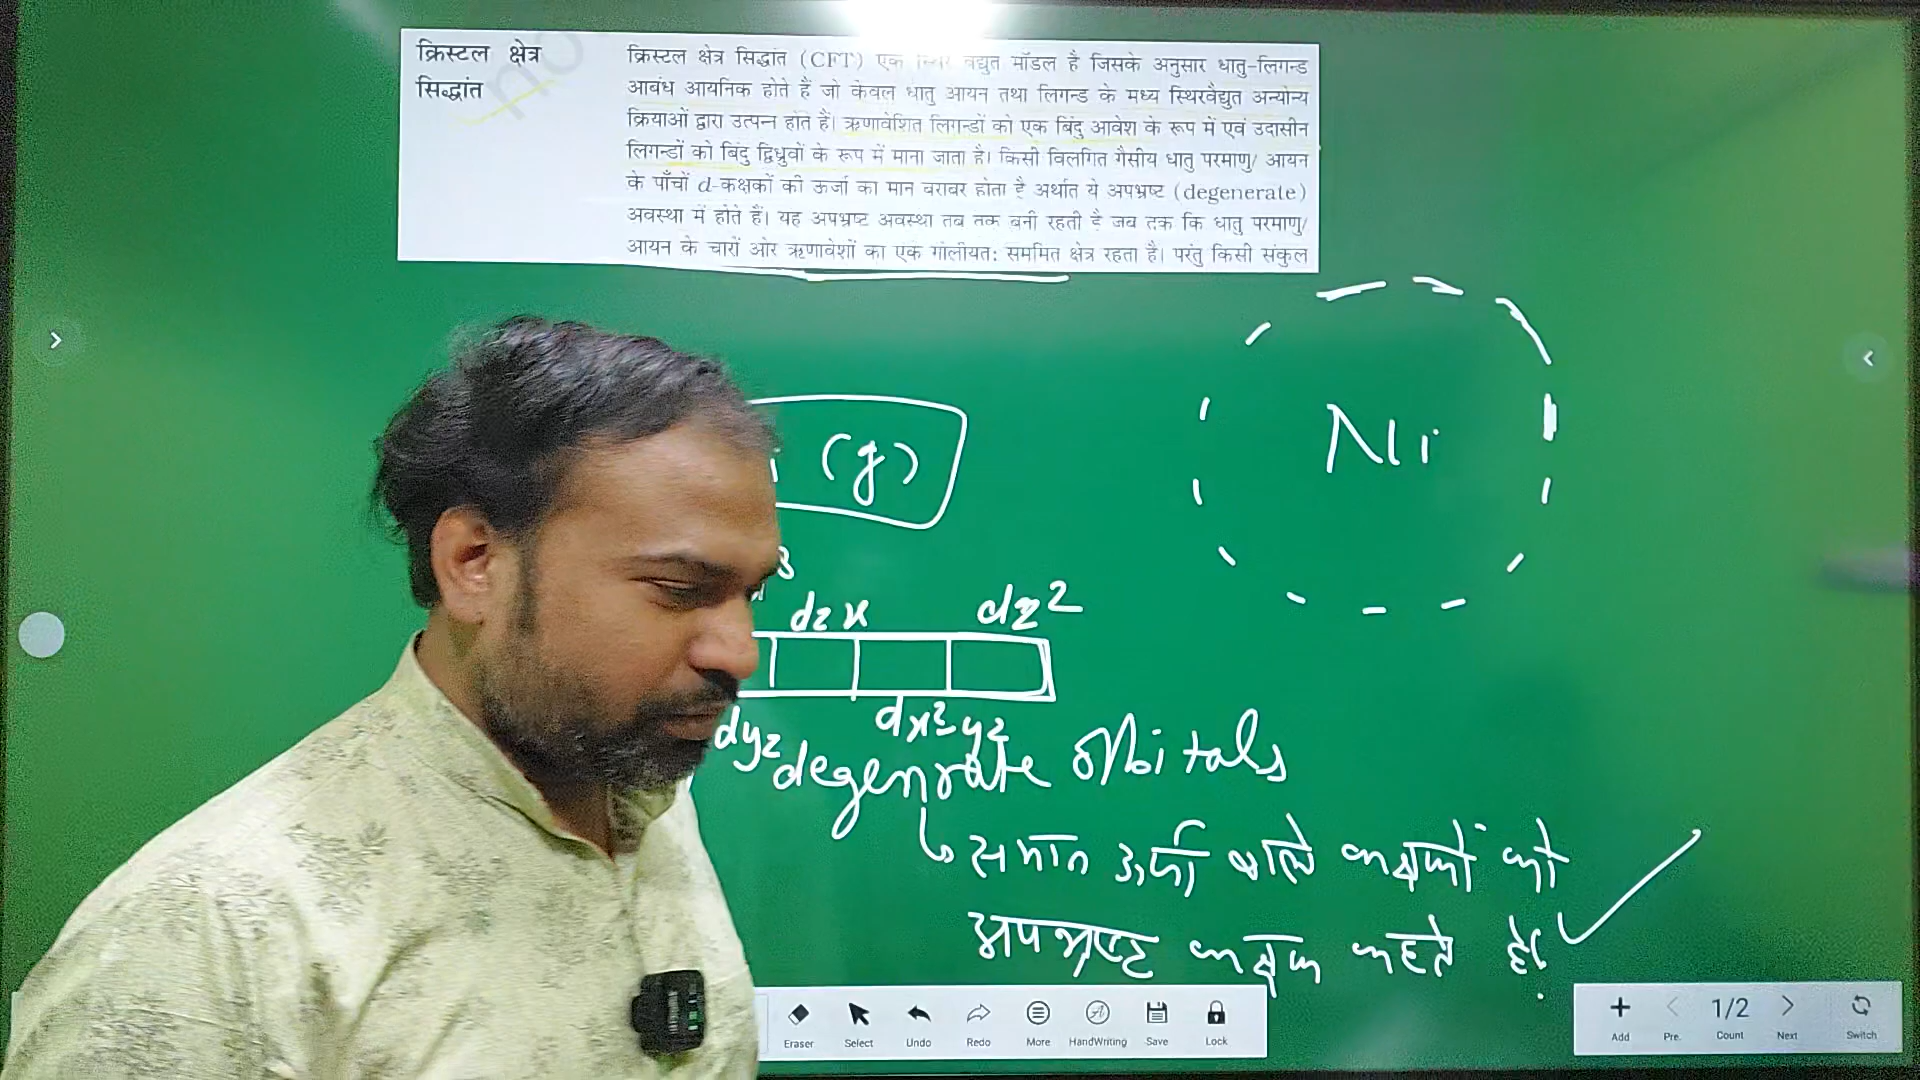 क्रिस्टल क्षेत्र
सिद्धांत
क्रिस्टल क्षेत्र सिद्धांत (CFT) एक स्थिर वैद्युत मॉडल है जिसके अनुसार धातु-लिगन्ड
आबंध आयनिक होते हैं जो केवल धातु आयन तथा लिगन्ड के मध्य स्थिरवैद्युत अन्योन्य
क्रियाओं द्वारा उत्पन्न होते हैं। ऋणावेशित लिगन्डों को एक बिंदु आवेश के रूप में एवं उदासीन
लिगन्डों को बिंदु द्विध्रुवों के रूप में माना जाता है। किसी विलगित गैसीय धातु परमाणु/ आयन
के पाँचों d-कक्षकों की ऊर्जा का मान बराबर होता है अर्थात ये अपभ्रष्ट (degenerate)
अवस्था में होते हैं। यह अपभ्रष्ट अवस्था तब तक बनी रहती है जब तक कि धातु परमाणु/
आयन के चारों ओर ऋणावेशों का एक गोलीयत: सममित क्षेत्र रहता है। परंतु किसी संकुल
Ni
(g)
dzx dz2
dyz dx2-y2
degenrate orbitals
समान ऊर्जा वाले कक्षकों को
अपभ्रष्ट कक्षक कहते है।
Eraser Select Undo Redo More HandWriting Save Lock
1/2
Add Pre. Count Next Switch